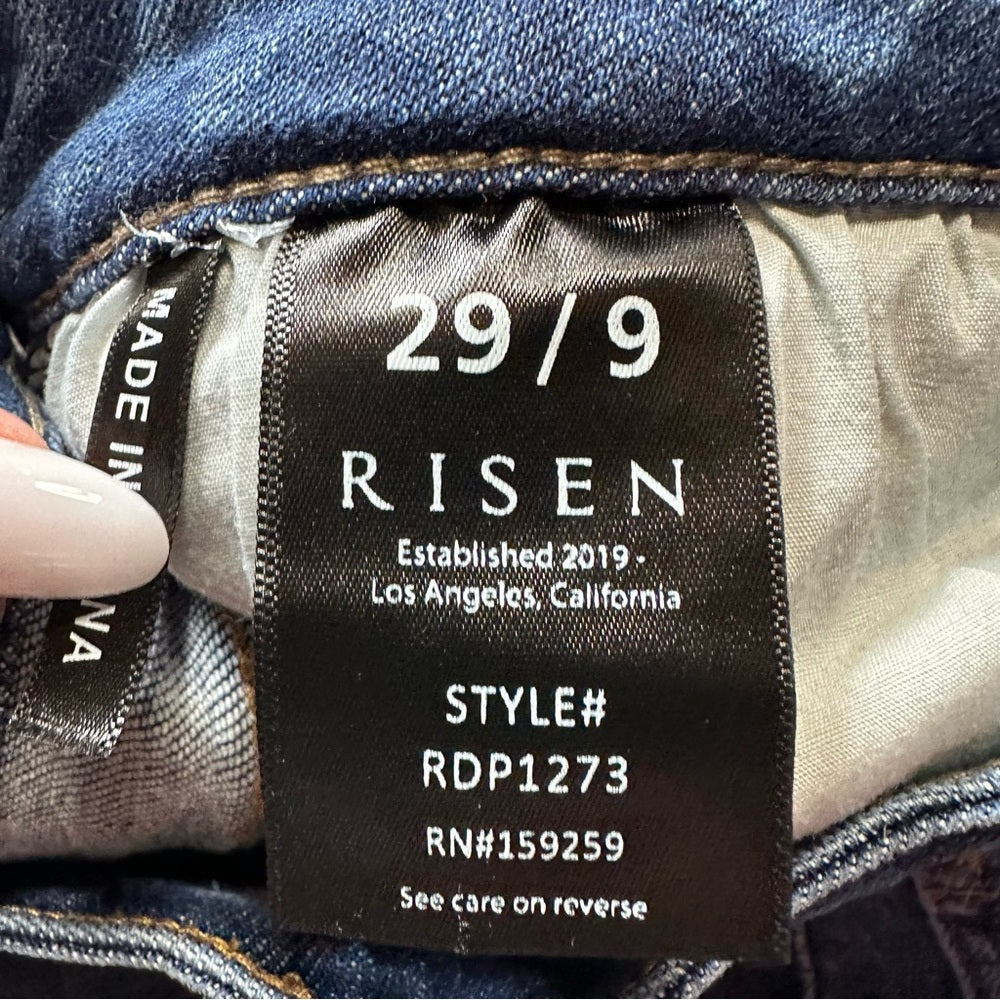 29 / 9
RISEN
Established 2019 -
Los Angeles, California
STYLE#
RDP1273
RN#159259
See care on reverse
MADE IN